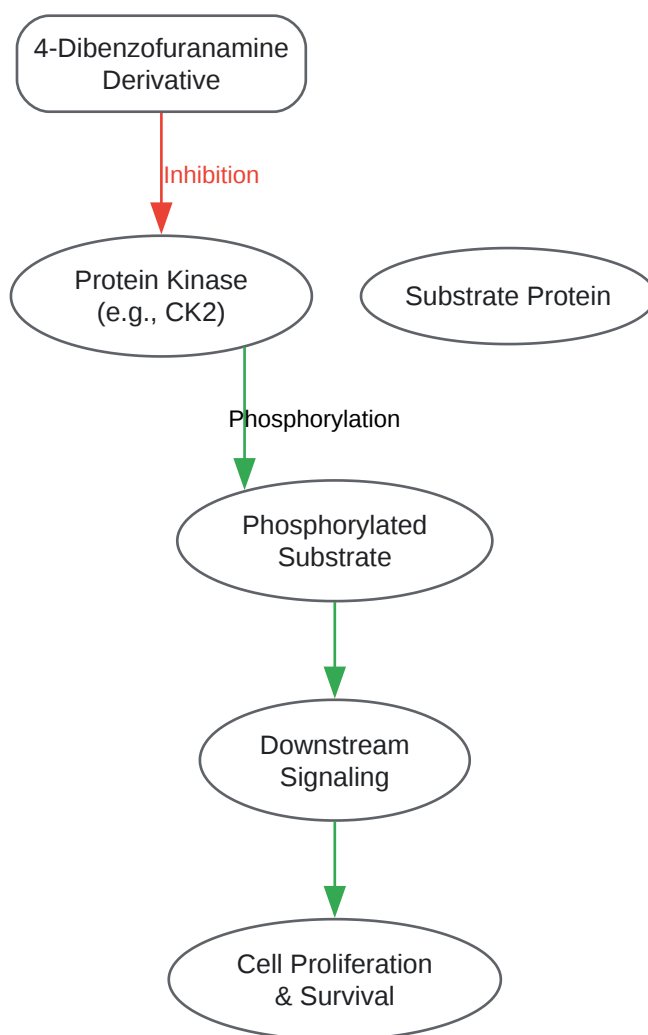 4-Dibenzofuranamine
Derivative
Inhibition
Protein Kinase
(e.g., CK2)
Substrate Protein
Phosphorylation
Phosphorylated
Substrate
Downstream
Signaling
Cell Proliferation
& Survival